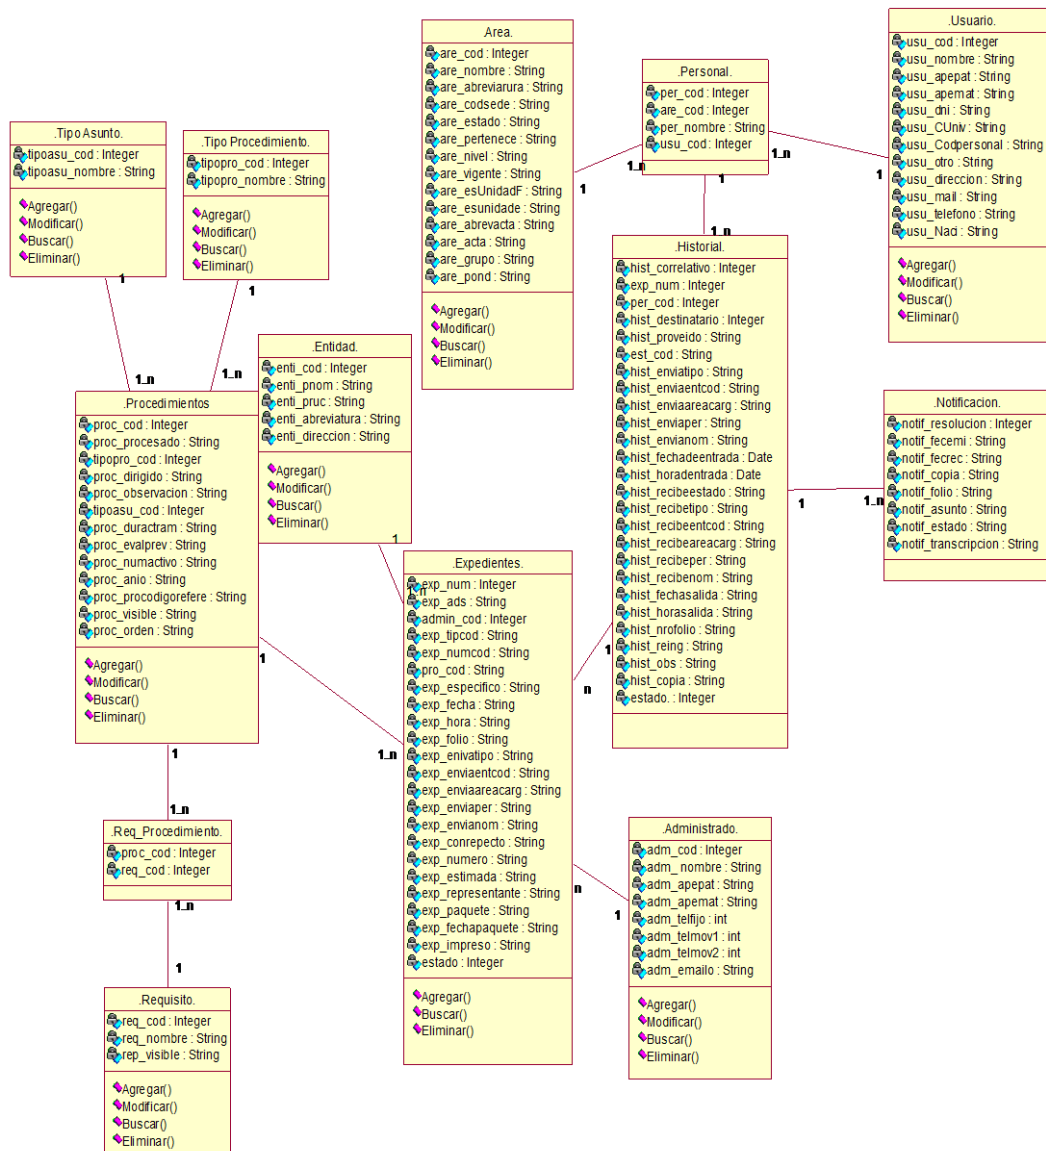 .Area.
are_cod : Integer
are_nombre : String
are_abreviarura : String
are_codsede : String
are_estado : String
are_pertenece : String
are_nivel : String
are_vigente : String
are_esUnidadF : String
are_esunidade : String
are_abrevacta : String
are_acta : String
are_grupo : String
are_pond : String
Agregar()
Modificar()
Buscar()
Eliminar()
.Personal.
per_cod : Integer
are_cod : Integer
per_nombre : String
usu_cod : Integer
.Usuario.
usu_cod : Integer
usu_nombre : String
usu_apepat : String
usu_apemat : String
usu_dni : String
usu_CUniv : String
usu_Codpersonal : String
usu_otro : String
usu_direccion : String
usu_mail : String
usu_telefono : String
usu_Naci : String
Agregar()
Modificar()
Buscar()
Eliminar()
1
1..n
1..n
1
1
1..n
.Tipo Asunto.
tipoasu_cod : Integer
tipoasu_nombre : String
Agregar()
Modificar()
Buscar()
Eliminar()
1
1..n
.Tipo Procedimiento.
tipopro_cod : Integer
tipopro_nombre : String
Agregar()
Modificar()
Buscar()
Eliminar()
1
1..n
.Historial.
hist_correlativo : Integer
exp_num : Integer
per_cod : Integer
hist_destinatario : Integer
hist_proveido : String
est_cod : String
hist_enviatipo : String
hist_enviaentcod : String
hist_enviaareacarg : String
hist_enviaper : String
hist_envianom : String
hist_fechadeentrada : Date
hist_horadentrada : Date
hist_recibeestado : String
hist_recibetipo : String
hist_recibeentcod : String
hist_recibeareacarg : String
hist_recibeper : String
hist_recibenom : String
hist_fechasalida : String
hist_horasalida : String
hist_nrofolio : String
hist_reing : String
hist_obs : String
hist_copia : String
estado. : Integer
1
1..n
1
n
.Notificacion.
notif_resolucion : Integer
notif_fecemi : String
notif_fecrec : String
notif_copia : String
notif_folio : String
notif_asunto : String
notif_estado : String
notif_transcripcion : String
.Entidad.
enti_cod : Integer
enti_pnom : String
enti_pruc : String
enti_abreviatura : String
enti_direccion : String
Agregar()
Modificar()
Buscar()
Eliminar()
1
1..n
.Procedimientos
proc_cod : Integer
proc_procesado : String
tipopro_cod : Integer
proc_dirigido : String
proc_observacion : String
tipoasu_cod : Integer
proc_duractram : String
proc_evalprev : String
proc_numactivo : String
proc_anio : String
proc_procodigorefere : String
proc_visible : String
proc_orden : String
Agregar()
Modificar()
Buscar()
Eliminar()
1
1..n
1
1..n
.Expedientes.
exp_num : Integer
exp_ads : String
admin_cod : Integer
exp_tipcod : String
exp_numcod : String
pro_cod : String
exp_especifico : String
exp_fecha : String
exp_hora : String
exp_folio : String
exp_enivatipo : String
exp_enviaentcod : String
exp_enviaareacarg : String
exp_enviaper : String
exp_envianom : String
exp_conrepecto : String
exp_numero : String
exp_estimada : String
exp_representante : String
exp_paquete : String
exp_fechapaquete : String
exp_impreso : String
estado : Integer
Agregar()
Buscar()
Eliminar()
n
1
.Administrado.
adm_cod : Integer
adm_ nombre : String
adm_apepat : String
adm_apemat : String
adm_telfijo : int
adm_telmov1 : int
adm_telmov2 : int
adm_emailo : String
Agregar()
Modificar()
Buscar()
Eliminar()
.Req_Procedimiento.
proc_cod : Integer
req_cod : Integer
1..n
1
.Requisito.
req_cod : Integer
req_nombre : String
rep_visible : String
Agregar()
Modificar()
Buscar()
Eliminar()